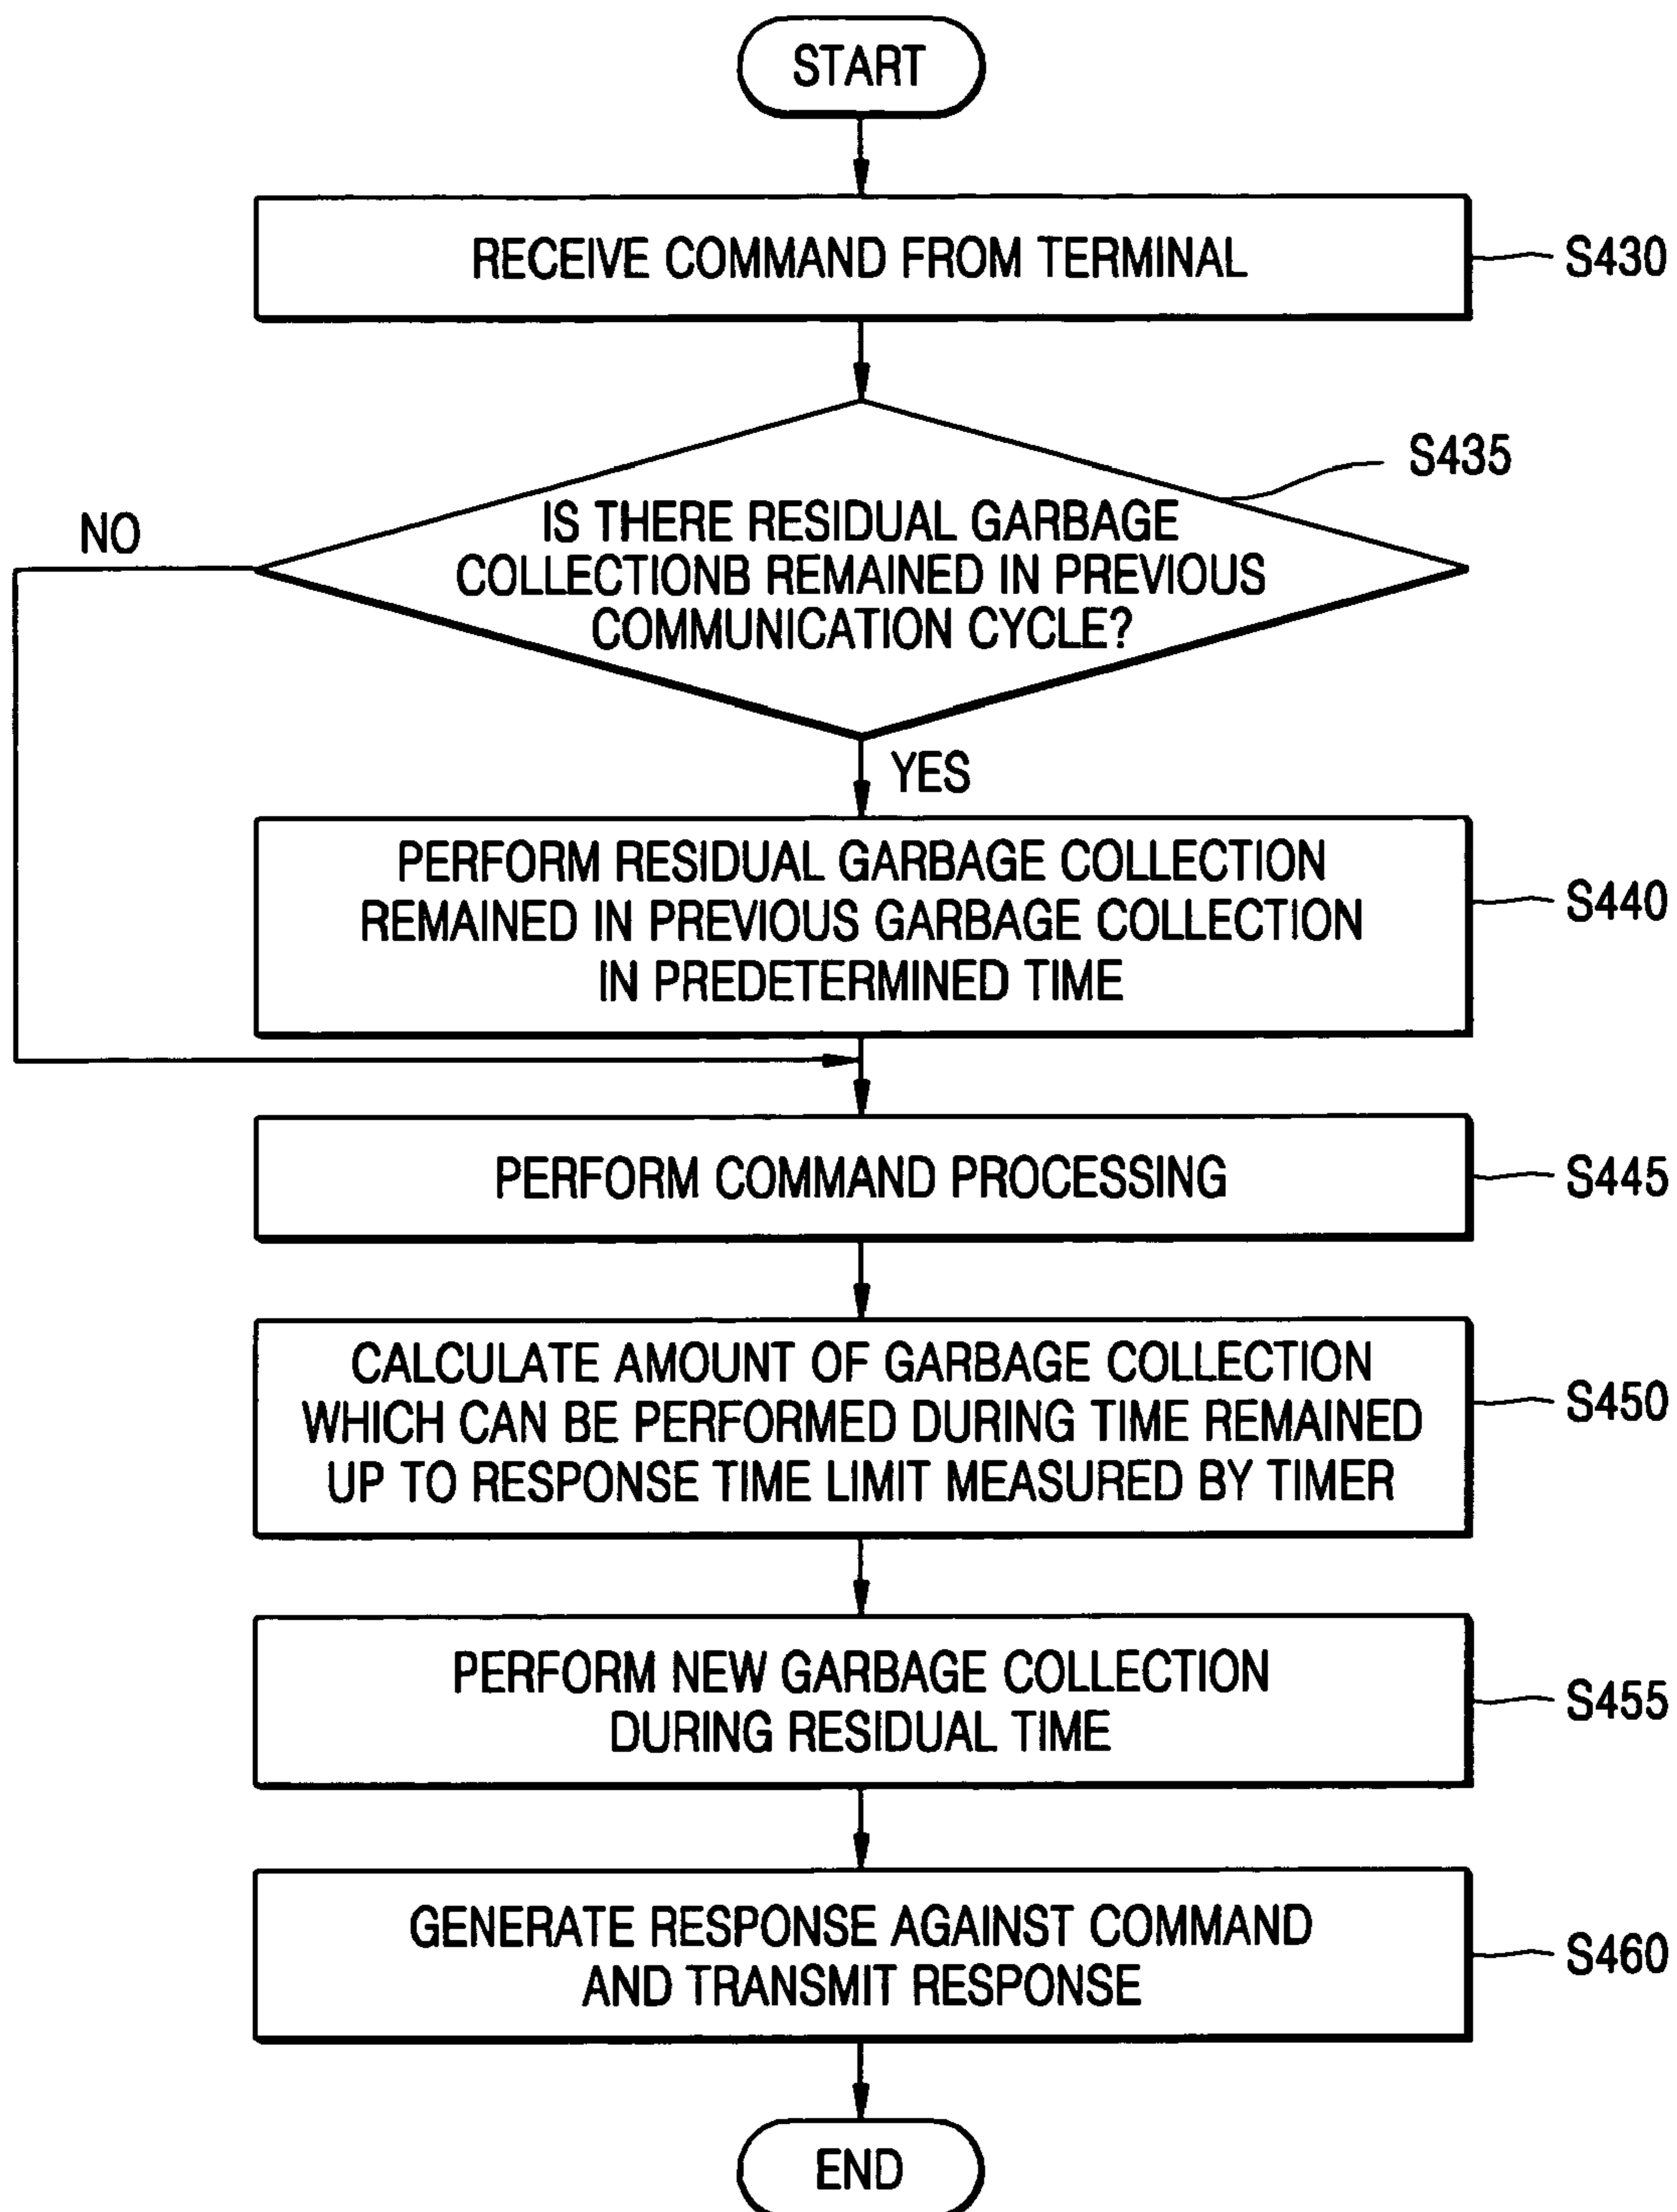 START
RECEIVE COMMAND FROM TERMINAL
S430
S435
IS THERE RESIDUAL GARBAGE
COLLECTIONB REMAINED IN PREVIOUS
COMMUNICATION CYCLE?
NO
YES
PERFORM RESIDUAL GARBAGE COLLECTION
REMAINED IN PREVIOUS GARBAGE COLLECTION
IN PREDETERMINED TIME
S440
PERFORM COMMAND PROCESSING
S445
CALCULATE AMOUNT OF GARBAGE COLLECTION
WHICH CAN BE PERFORMED DURING TIME REMAINED
UP TO RESPONSE TIME LIMIT MEASURED BY TIMER
S450
PERFORM NEW GARBAGE COLLECTION
DURING RESIDUAL TIME
S455
GENERATE RESPONSE AGAINST COMMAND
AND TRANSMIT RESPONSE
S460
END